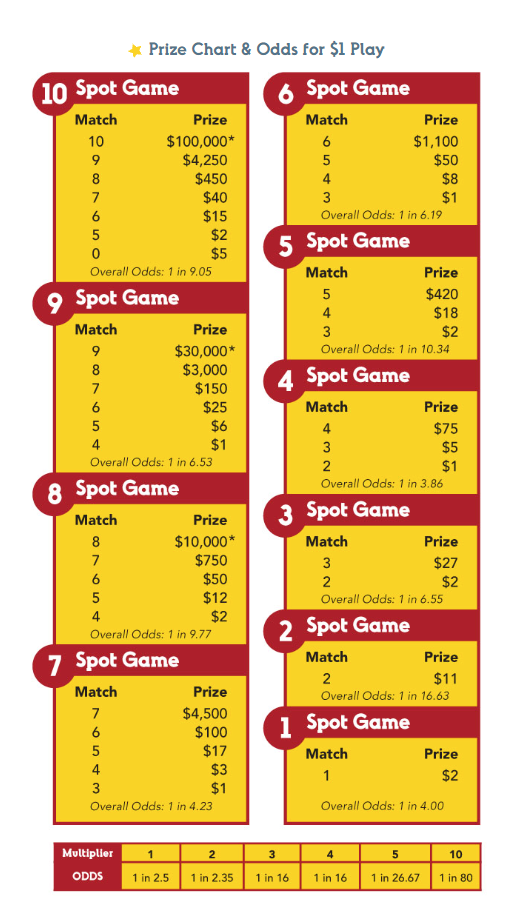 Prize Chart & Odds for $1 Play
10 Spot Game
Match Prize
10 $100,000*
9 $4,250
8 $450
7 $40
6 $15
5 $2
0 $5
Overall Odds: 1 in 9.05
9 Spot Game
Match Prize
9 $30,000*
8 $3,000
7 $150
6 $25
5 $6
4 $1
Overall Odds: 1 in 6.53
8 Spot Game
Match Prize
8 $10,000*
7 $750
6 $50
5 $12
4 $2
Overall Odds: 1 in 9.77
7 Spot Game
Match Prize
7 $4,500
6 $100
5 $17
4 $3
3 $1
Overall Odds: 1 in 4.23
6 Spot Game
Match Prize
6 $1,100
5 $50
4 $8
3 $1
Overall Odds: 1 in 6.19
5 Spot Game
Match Prize
5 $420
4 $18
3 $2
Overall Odds: 1 in 10.34
4 Spot Game
Match Prize
4 $75
3 $5
2 $1
Overall Odds: 1 in 3.86
3 Spot Game
Match Prize
3 $27
2 $2
Overall Odds: 1 in 6.55
2 Spot Game
Match Prize
2 $11
Overall Odds: 1 in 16.63
1 Spot Game
Match Prize
1 $2
Overall Odds: 1 in 4.00
Multiplier 1 2 3 4 5 10
ODDS 1 in 2.5 1 in 2.35 1 in 16 1 in 16 1 in 26.67 1 in 80